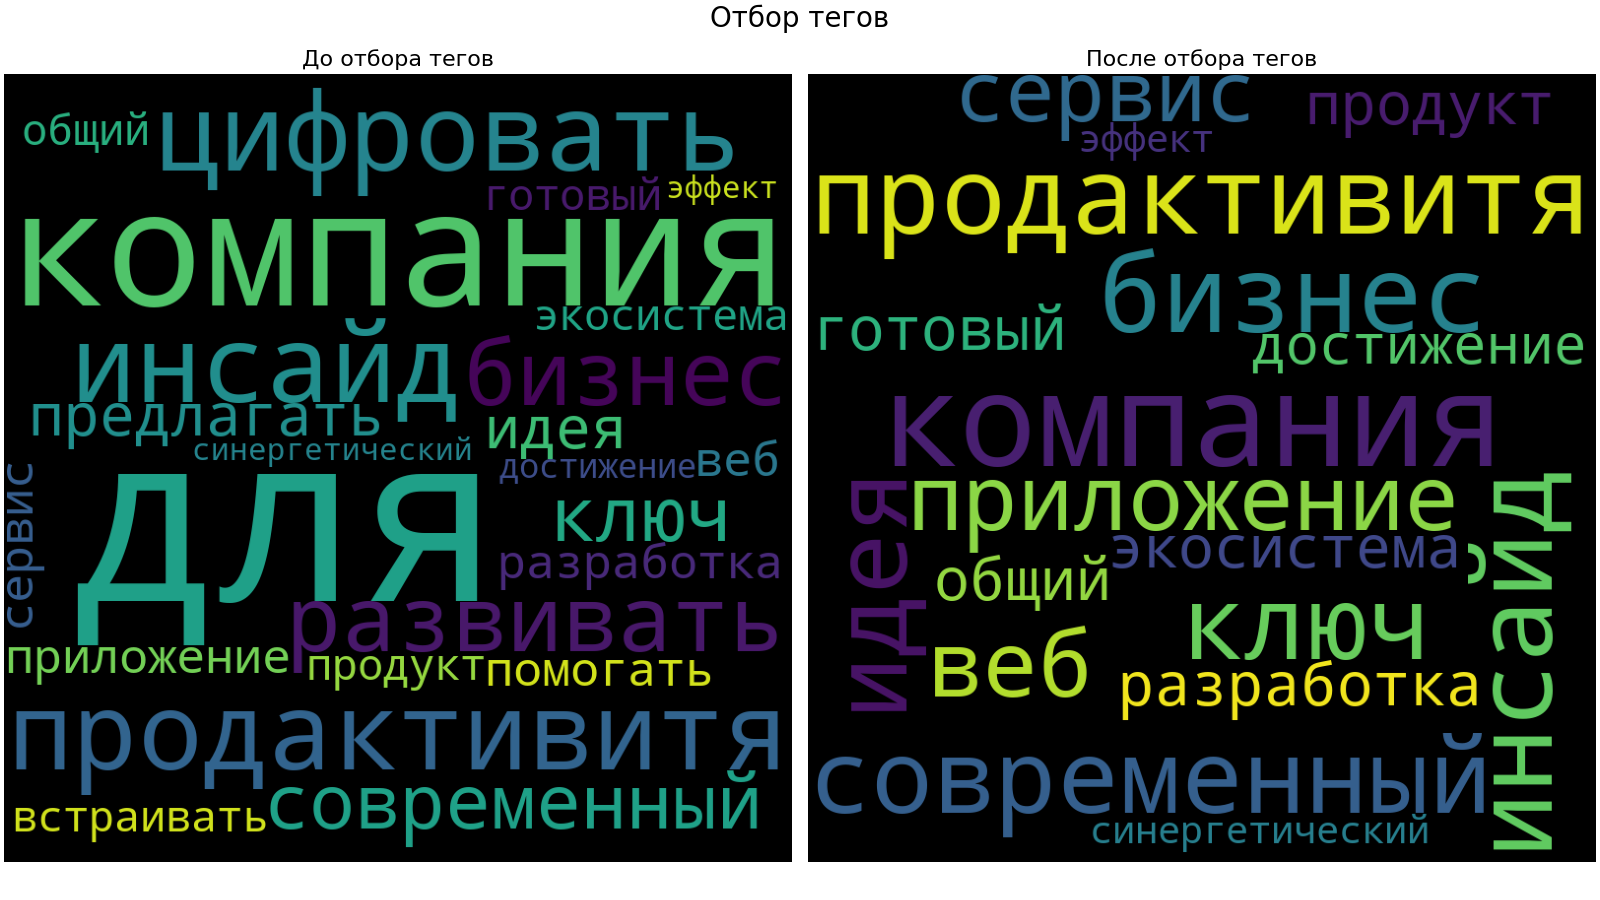 Отбор тегов
До отбора тегов
общий
цифровать
готовый
эффект
компания
экосистема
инсайд
бизнес
предлагать
идея
синергетический
достижение
веб
сервис
для
ключ
разработка
развивать
приложение
продукт
помогать
продактивитя
встраивать
современный
После отбора тегов
сервис
продукт
эффект
продактивитя
бизнес
готовый
достижение
компания
идея
приложение
инсайд
экосистема
общий
ключ
веб
разработка
современный
синергетический